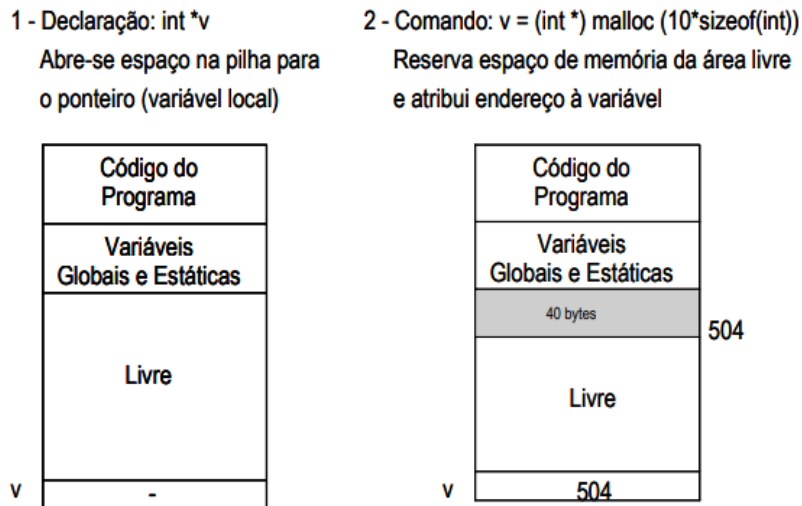 1 - Declaração: int *v
Abre-se espaço na pilha para
o ponteiro (variável local)
Código do
Programa
Variáveis
Globais e Estáticas
Livre
v
-
2 - Comando: v = (int *) malloc (10*sizeof(int))
Reserva espaço de memória da área livre
e atribui endereço à variável
Código do
Programa
Variáveis
Globais e Estáticas
40 bytes
504
Livre
v
504